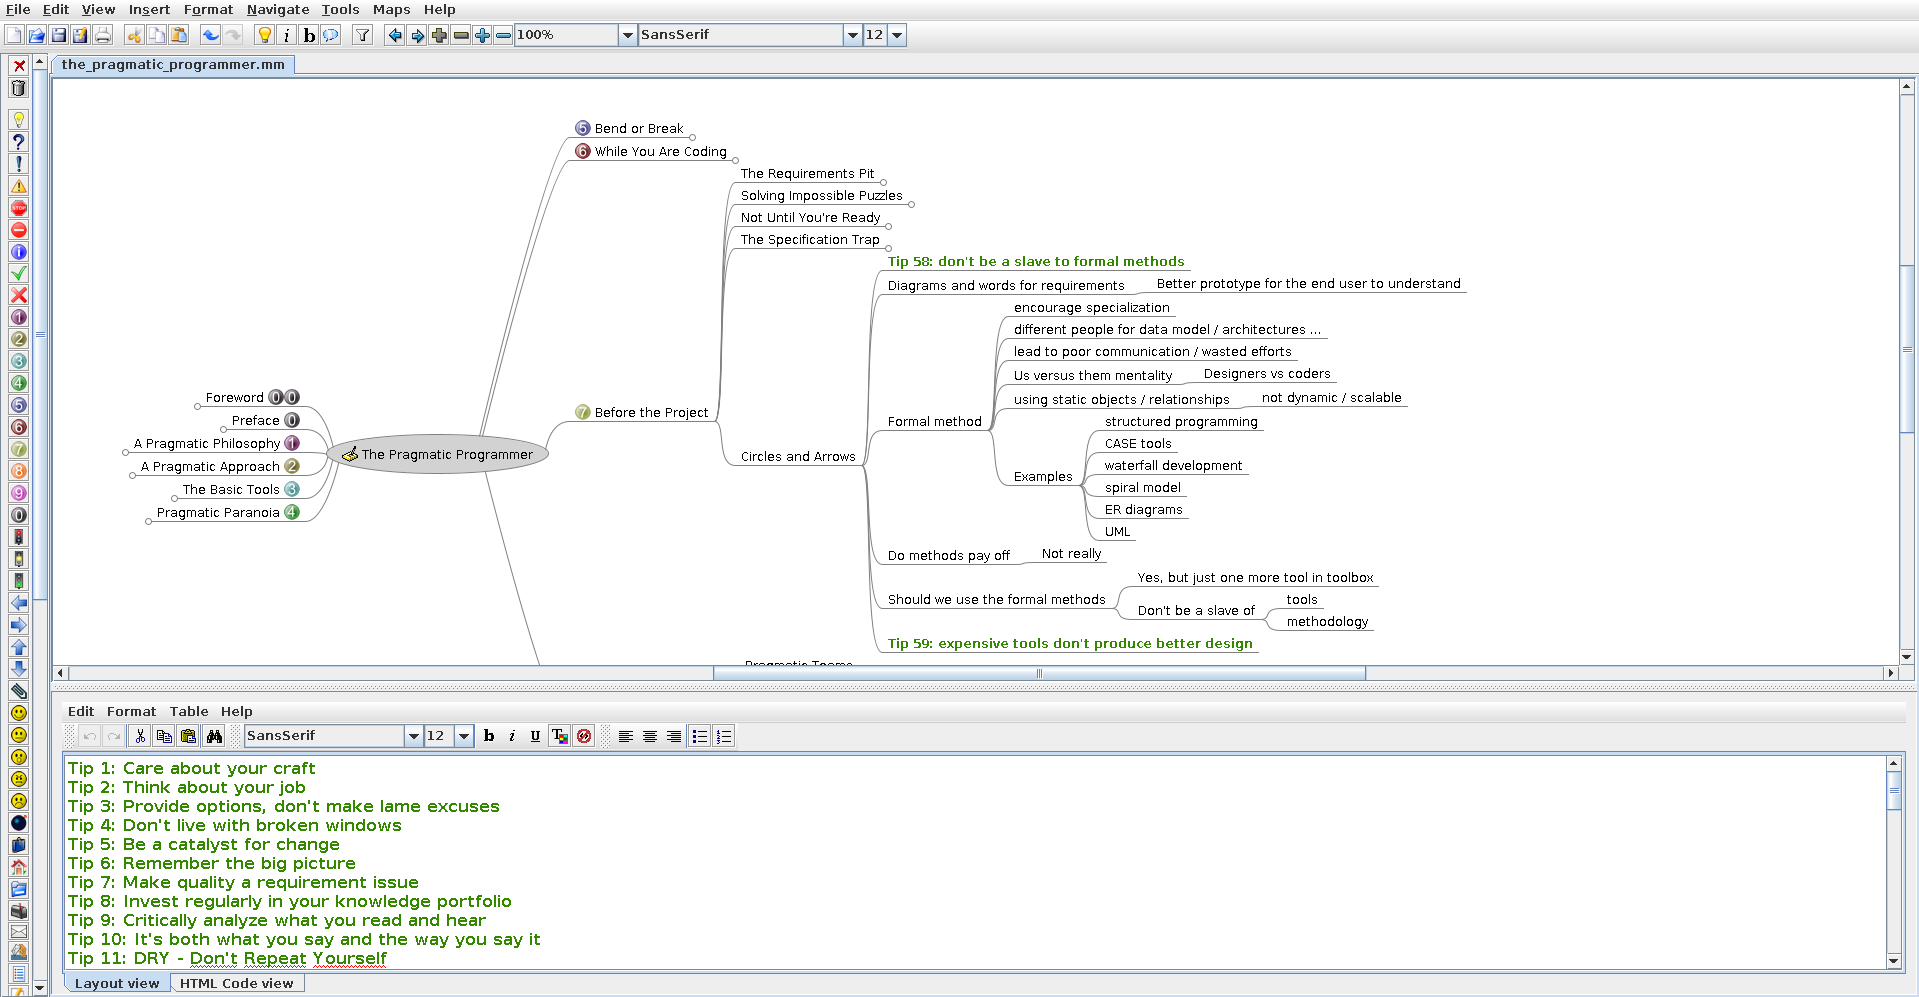 File Edit View Insert Format Navigate Tools Maps Help
i b 100% SansSerif 12
the_pragmatic_programmer.mm
5 Bend or Break
6 While You Are Coding
The Requirements Pit
Solving Impossible Puzzles
Not Until You're Ready
The Specification Trap
Tip 58: don't be a slave to formal methods
Diagrams and words for requirements
Better prototype for the end user to understand
encourage specialization
different people for data model / architectures ...
lead to poor communication / wasted efforts
Us versus them mentality
Designers vs coders
using static objects / relationships
not dynamic / scalable
Foreword 0 0
Preface 0
A Pragmatic Philosophy 1
A Pragmatic Approach 2
The Basic Tools 3
Pragmatic Paranoia 4
The Pragmatic Programmer
7 Before the Project
Circles and Arrows
Formal method
Examples
structured programming
CASE tools
waterfall development
spiral model
ER diagrams
UML
Do methods pay off
Not really
Should we use the formal methods
Yes, but just one more tool in toolbox
Don't be a slave of
tools
methodology
Tip 59: expensive tools don't produce better design
Pragmatic Teams
Edit Format Table Help
SansSerif 12 b i U
Tip 1: Care about your craft
Tip 2: Think about your job
Tip 3: Provide options, don't make lame excuses
Tip 4: Don't live with broken windows
Tip 5: Be a catalyst for change
Tip 6: Remember the big picture
Tip 7: Make quality a requirement issue
Tip 8: Invest regularly in your knowledge portfolio
Tip 9: Critically analyze what you read and hear
Tip 10: It's both what you say and the way you say it
Tip 11: DRY - Don't Repeat Yourself
Layout view HTML Code view